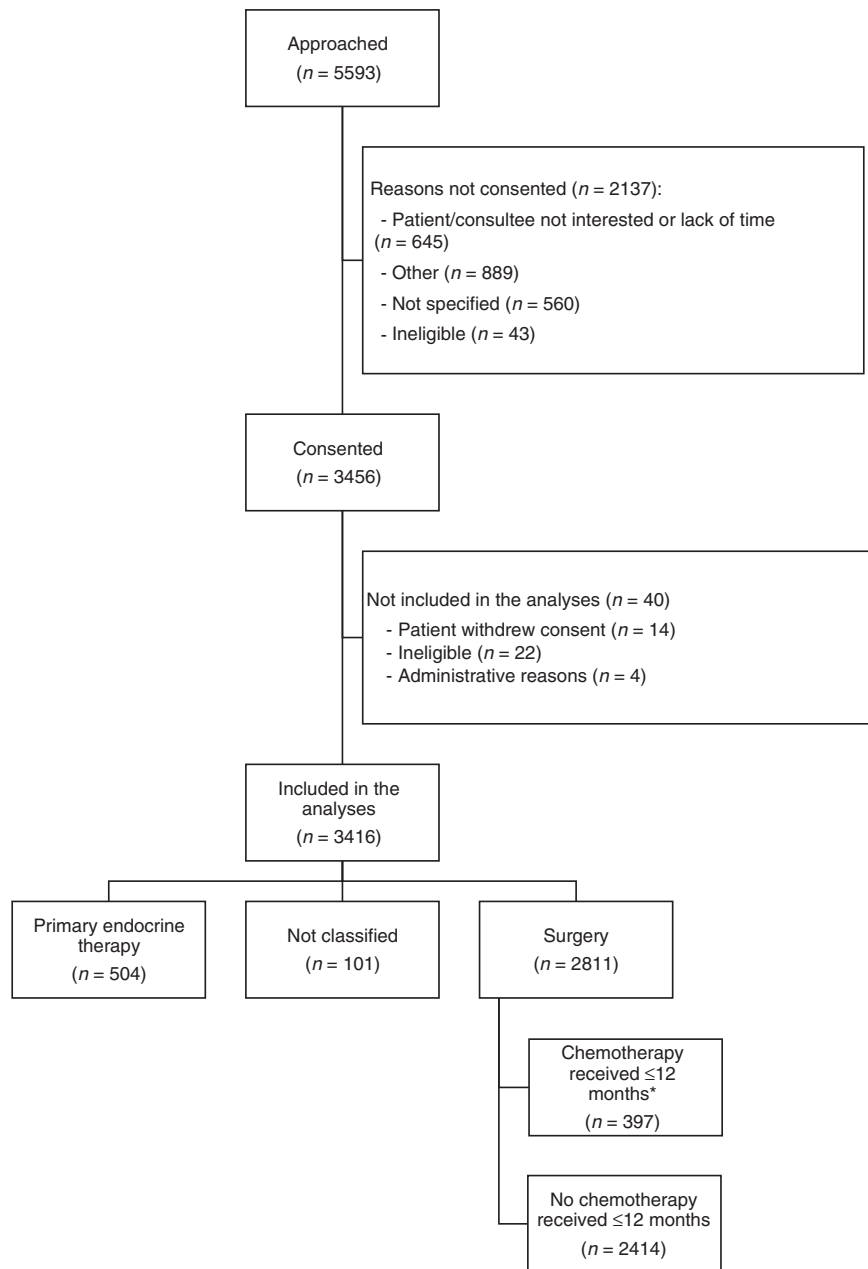 Approached
(n = 5593)
Reasons not consented (n = 2137):
- Patient/consultee not interested or lack of time
(n = 645)
- Other (n = 889)
- Not specified (n = 560)
- Ineligible (n = 43)
Consented
(n = 3456)
Not included in the analyses (n = 40)
- Patient withdrew consent (n = 14)
- Ineligible (n = 22)
- Administrative reasons (n = 4)
Included in the
analyses
(n = 3416)
Primary endocrine
therapy
(n = 504)
Not classified
(n = 101)
Surgery
(n = 2811)
Chemotherapy
received ≤12
months*
(n = 397)
No chemotherapy
received ≤12 months
(n = 2414)